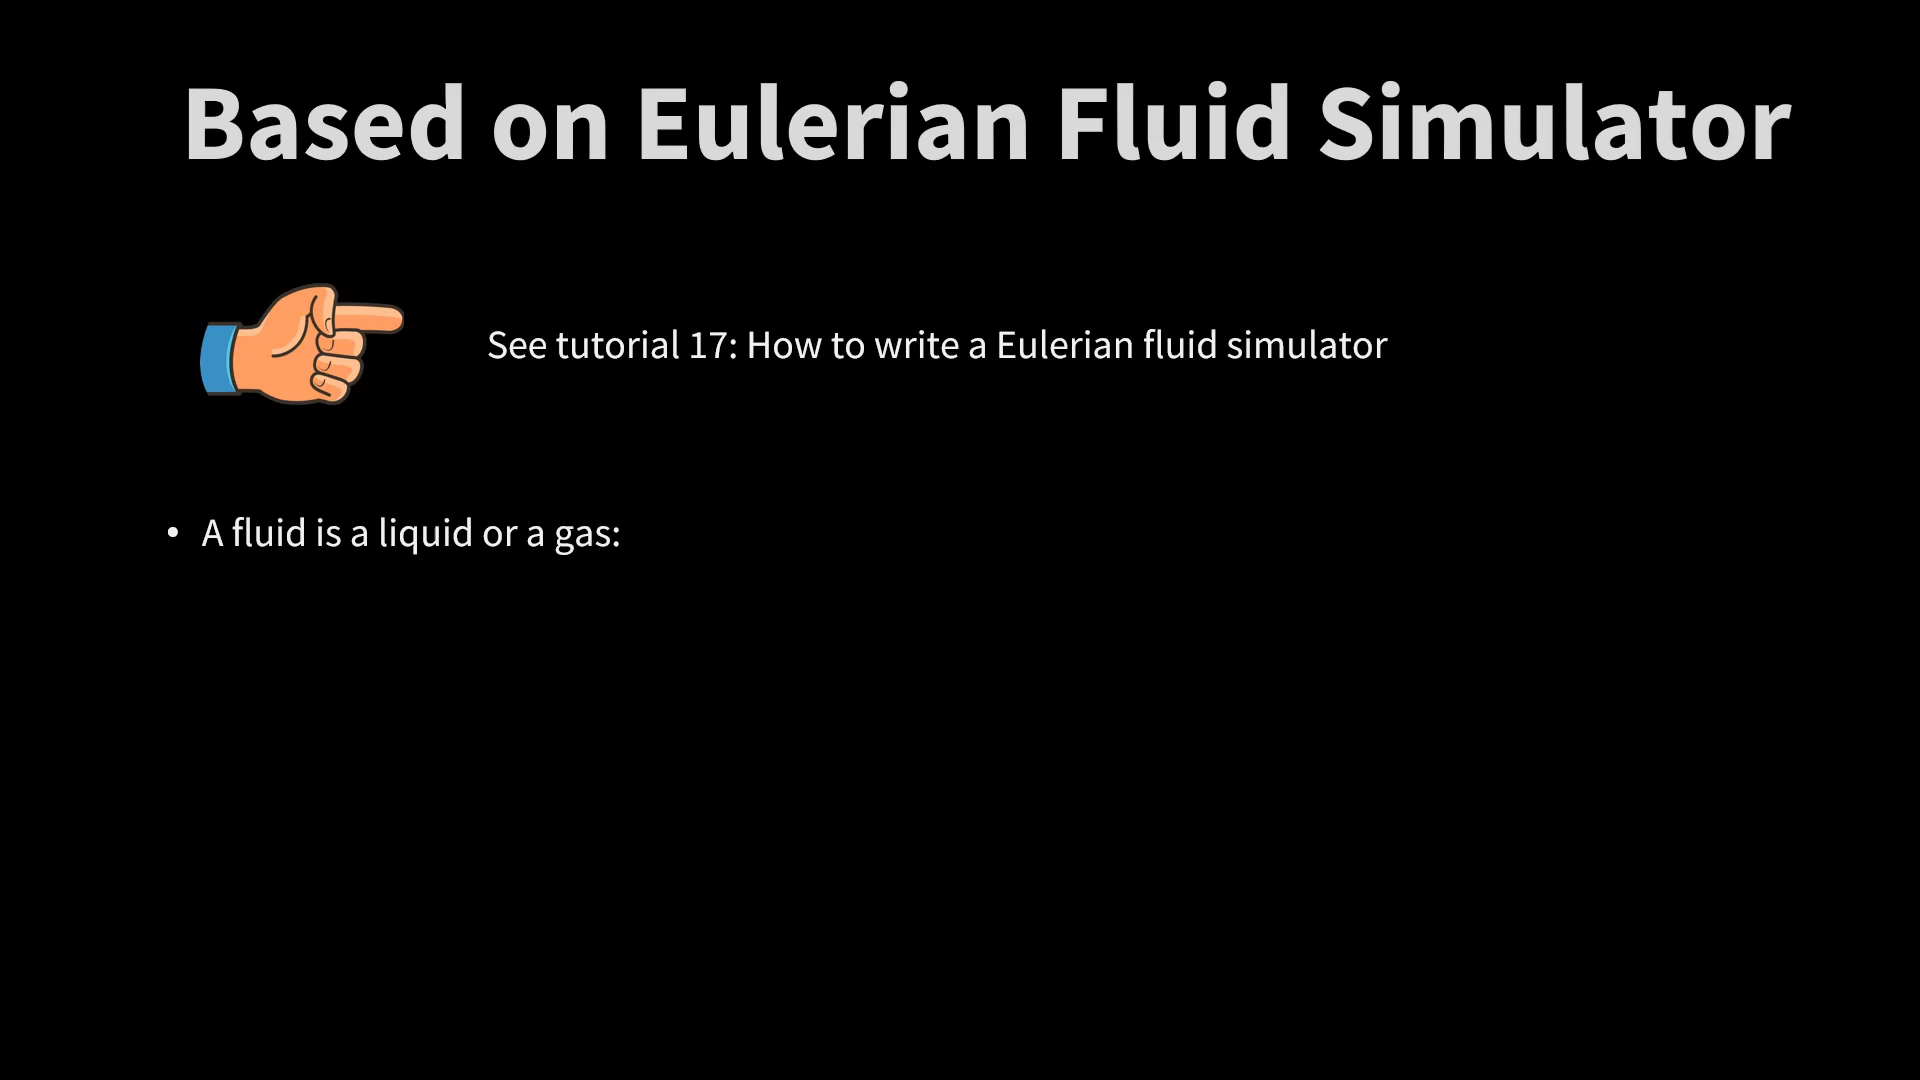 Based on Eulerian Fluid Simulator
See tutorial 17: How to write a Eulerian fluid simulator
• A fluid is a liquid or a gas: